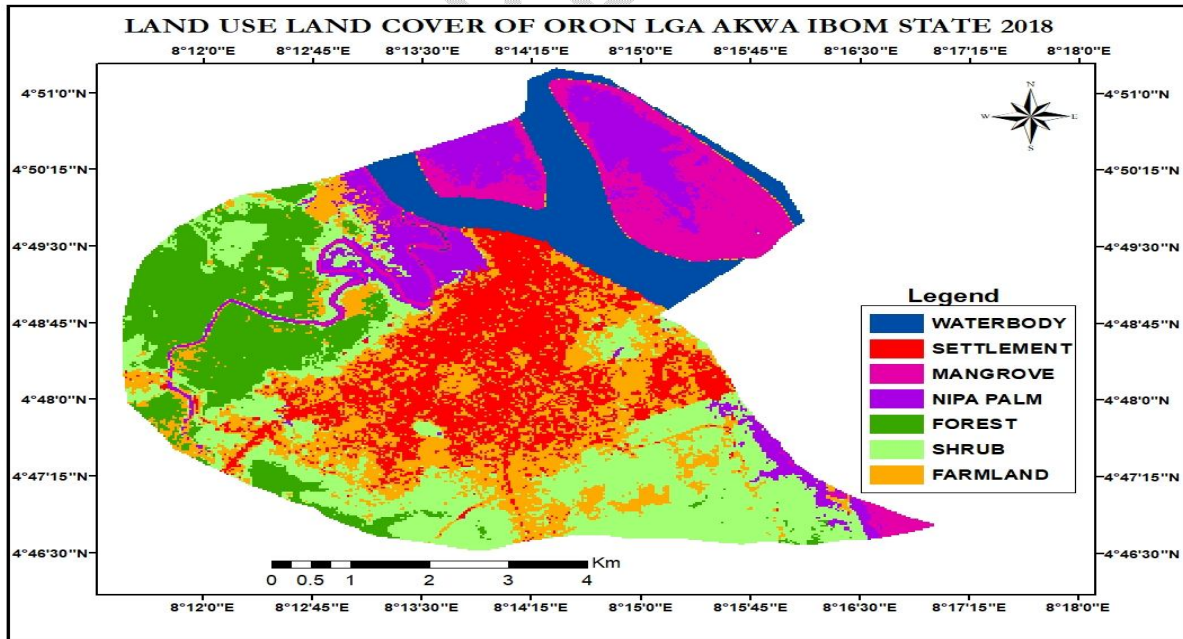 LAND USE LAND COVER OF ORON LGA AKWA IBOM STATE 2018
8°12'0"E 8°12'45"E 8°13'30"E 8°14'15"E 8°15'0"E 8°15'45"E 8°16'30"E 8°17'15"E 8°18'0"E
4°51'0"N 4°51'0"N
N
W E
S
4°50'15"N 4°50'15"N
4°49'30"N 4°49'30"N
Legend
4°48'45"N WATERBODY 4°48'45"N
SETTLEMENT
MANGROVE
4°48'0"N NIPA PALM 4°48'0"N
FOREST
SHRUB
4°47'15"N FARMLAND 4°47'15"N
4°46'30"N 4°46'30"N
Km
0 0.5 1 2 3 4
8°12'0"E 8°12'45"E 8°13'30"E 8°14'15"E 8°15'0"E 8°15'45"E 8°16'30"E 8°17'15"E 8°18'0"E